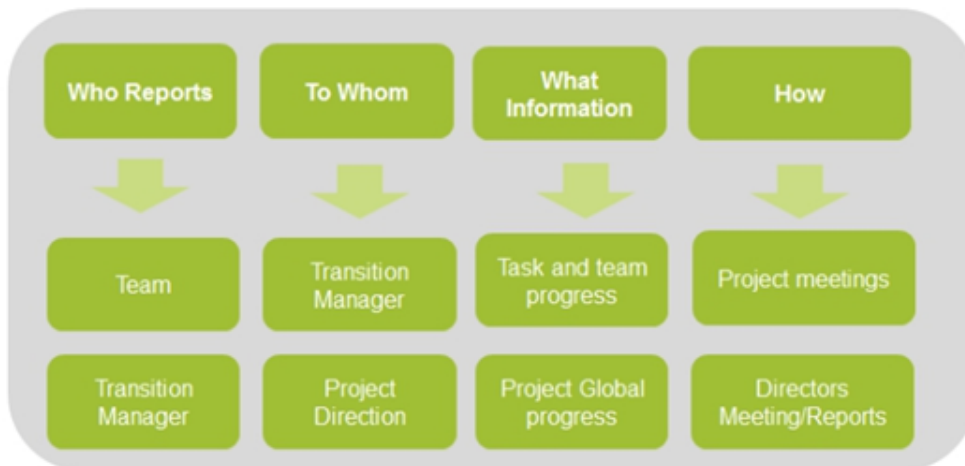 Who Reports
To Whom
What
Information
How
Team
Transition
Manager
Task and team
progress
Project meetings
Transition
Manager
Project
Direction
Project Global
progress
Directors
Meeting/Reports